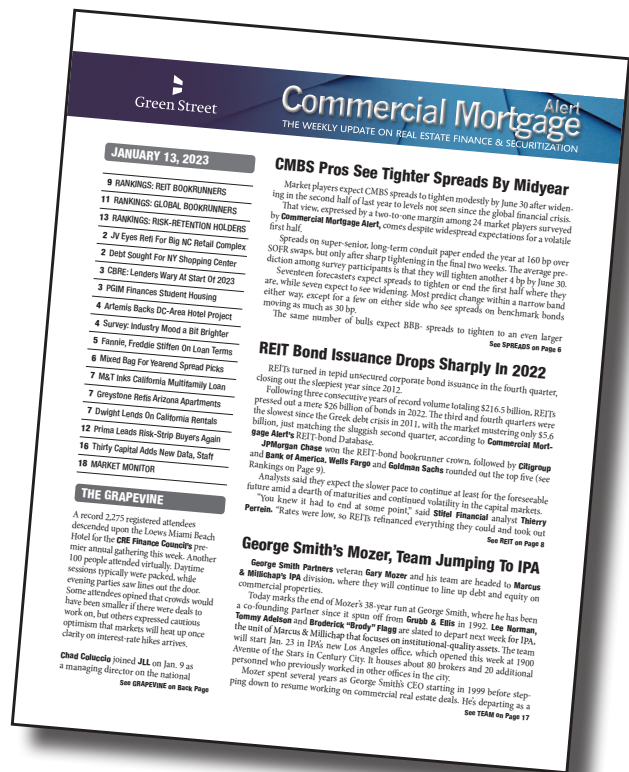 Green Street
Commercial Mortgage
Alert
THE WEEKLY UPDATE ON REAL ESTATE FINANCE & SECURITIZATION
JANUARY 13, 2023
9 RANKINGS: REIT BOOKRUNNERS
11 RANKINGS: GLOBAL BOOKRUNNERS
13 RANKINGS: RISK-RETENTION HOLDERS
2 JV Eyes Refi For Big NC Retail Complex
2 Debt Sought For NY Shopping Center
3 CBRE: Lenders Wary At Start Of 2023
3 PGIM Finances Student Housing
4 Artemis Backs DC-Area Hotel Project
4 Survey: Industry Mood a Bit Brighter
5 Fannie, Freddie Stiffen On Loan Terms
6 Mixed Bag For Yearend Spread Picks
7 M&T Inks California Multifamily Loan
7 Greystone Refis Arizona Apartments
7 Dwight Lends On California Rentals
12 Prima Leads Risk-Strip Buyers Again
16 Thirty Capital Adds New Data, Staff
18 MARKET MONITOR
THE GRAPEVINE
A record 2,275 registered attendees
descended upon the Loews Miami Beach
Hotel for the CRE Finance Council's pre-
mier annual gathering this week. Another
100 people attended virtually. Daytime
sessions typically were packed, while
evening parties saw lines out the door.
Some attendees opined that crowds would
have been smaller if there were deals to
work on, but others expressed cautious
optimism that markets will heat up once
clarity on interest-rate hikes arrives.
Chad Coluccio joined JLL on Jan. 9 as
a managing director on the national
See GRAPEVINE on Back Page
CMBS Pros See Tighter Spreads By Midyear
Market players expect CMBS spreads to tighten modestly by June 30 after widen-
ing in the second half of last year to levels not seen since the global financial crisis.
That view, expressed by a two-to-one margin among 24 market players surveyed
by Commercial Mortgage Alert, comes despite widespread expectations for a volatile
first half.
Spreads on super-senior, long-term conduit paper ended the year at 160 bp over
SOFR swaps, but only after sharp tightening in the final two weeks. The average pre-
diction among survey participants is that they will tighten another 4 bp by June 30.
Seventeen forecasters expect spreads to tighten or end the first half where they
are, while seven expect to see widening. Most predict change within a narrow band
either way, except for a few on either side who see spreads on benchmark bonds
moving as much as 30 bp.
The same number of bulls expect BBB- spreads to tighten to an even larger
See SPREADS on Page 6
REIT Bond Issuance Drops Sharply In 2022
REITs turned in tepid unsecured corporate bond issuance in the fourth quarter,
closing out the sleepiest year since 2012.
Following three consecutive years of record volume totaling $216.5 billion, REITs
pressed out a mere $26 billion of bonds in 2022. The third and fourth quarters were
the slowest since the Greek debt crisis in 2011, with the market mustering only $5.6
billion, just matching the sluggish second quarter, according to Commercial Mort-
gage Alert's REIT-bond Database.
JPMorgan Chase won the REIT-bond bookrunner crown, followed by Citigroup
and Bank of America. Wells Fargo and Goldman Sachs rounded out the top five (see
Rankings on Page 9).
Analysts said they expect the slower pace to continue at least for the foreseeable
future amid a dearth of maturities and continued volatility in the capital markets.
"You knew it had to end at some point," said Stifel Financial analyst Thierry
Perrein. "Rates were low, so REITs refinanced everything they could and took out
See REIT on Page 8
George Smith's Mozer, Team Jumping To IPA
George Smith Partners veteran Gary Mozer and his team are headed to Marcus
& Millichap's IPA division, where they will continue to line up debt and equity on
commercial properties.
Today marks the end of Mozer's 38-year run at George Smith, where he has been
a co-founding partner since it spun off from Grubb & Ellis in 1992. Lee Norman,
Tommy Adelson and Broderick "Brody" Flagg are slated to depart next week for IPA,
the unit of Marcus & Millichap that focuses on institutional-quality assets. The team
will start Jan. 23 in IPA's new Los Angeles office, which opened this week at 1900
Avenue of the Stars in Century City. It houses about 80 brokers and 20 additional
personnel who previously worked in other offices in the city.
Mozer spent several years as George Smith's CEO starting in 1999 before step-
ping down to resume working on commercial real estate deals. He's departing as a
See TEAM on Page 17